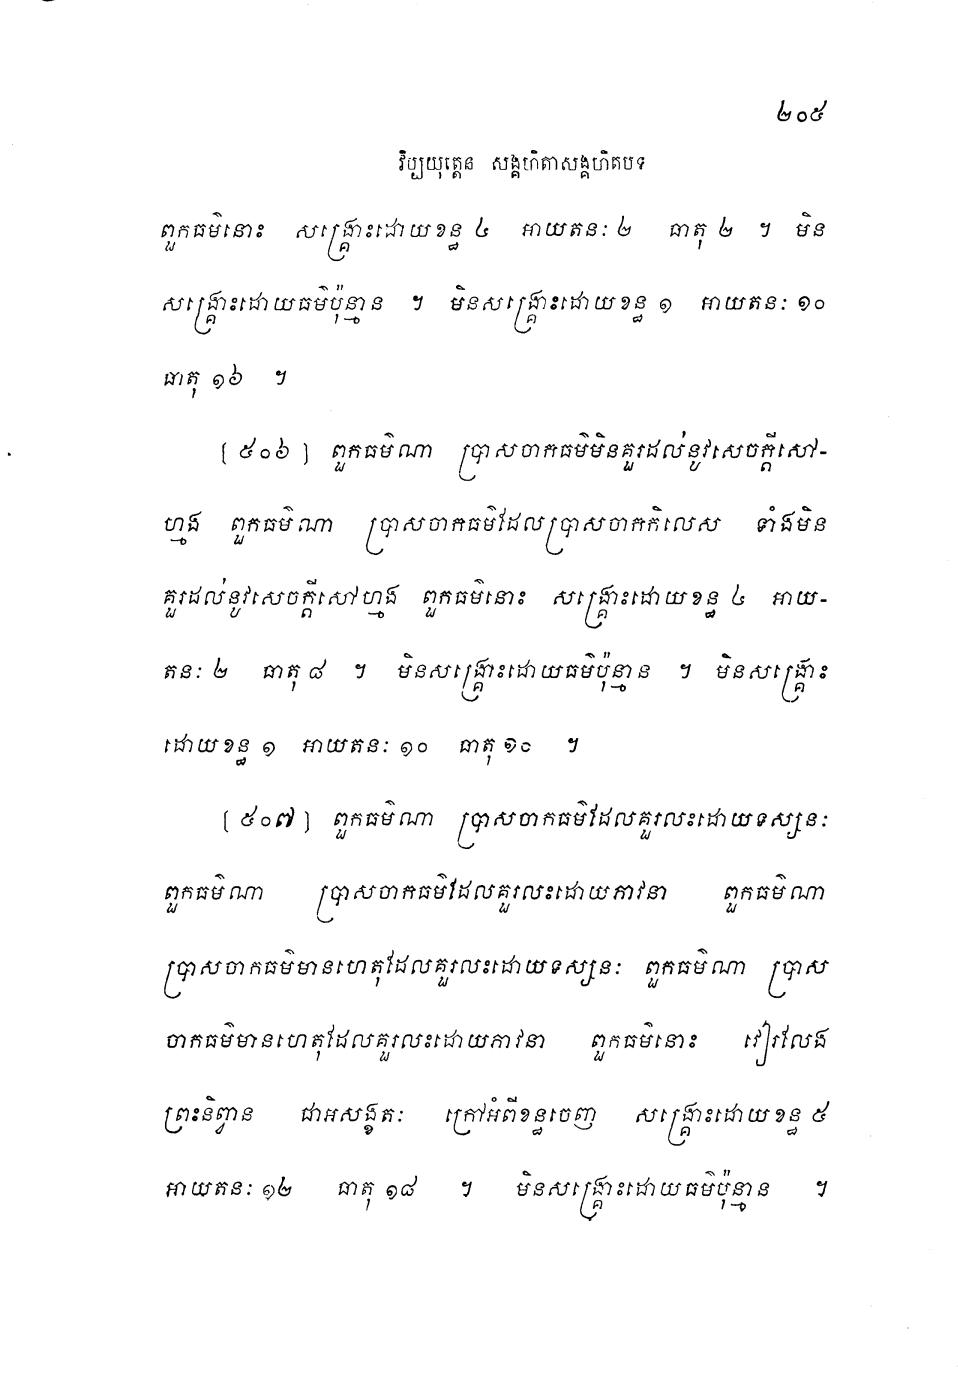 ២០៥
វិប្បយុត្តេន សង្គហិតាសង្គហិតបទ
ពួកធម៌នោះ សង្គ្រោះដោយខន្ធ ៤ អាយតនៈ ២ ធាតុ ២ ។ មិន
សង្គ្រោះដោយធម៌ប៉ុន្មាន ។ មិនសង្គ្រោះដោយខន្ធ ១ អាយតនៈ ១០
ធាតុ ១៦ ។
[ ៥០៦ ] ពួកធម៌ណា ប្រាសចាកធម៌មិនគួរដល់នូវសេចក្តីសៅ-
ហ្មង ពួកធម៌ណា ប្រាសចាកធម៌ដែលប្រាសចាកកិលេស ទាំងមិន
គួរដល់នូវសេចក្តីសៅហ្មង ពួកធម៌នោះ សង្គ្រោះដោយខន្ធ ៤ អាយ-
តនៈ ២ ធាតុ ៨ ។ មិនសង្គ្រោះដោយធម៌ប៉ុន្មាន ។ មិនសង្គ្រោះ
ដោយខន្ធ ១ អាយតនៈ ១០ ធាតុ ១០ ។
[ ៥០៧ ] ពួកធម៌ណា ប្រាសចាកធម៌ដែលគួរលះដោយទស្សនៈ
ពួកធម៌ណា ប្រាសចាកធម៌ដែលគួរលះដោយភាវនា ពួកធម៌ណា
ប្រាសចាកធម៌មានហេតុដែលគួរលះដោយទស្សនៈ ពួកធម៌ណា ប្រាស
ចាកធម៌មានហេតុដែលគួរលះដោយភាវនា ពួកធម៌នោះ វៀរលែង
ព្រះនិព្វាន ជាអសង្ខតៈ ក្រៅអំពីខន្ធចេញ សង្គ្រោះដោយខន្ធ ៥
អាយតនៈ ១២ ធាតុ ១៨ ។ មិនសង្គ្រោះដោយធម៌ប៉ុន្មាន ។